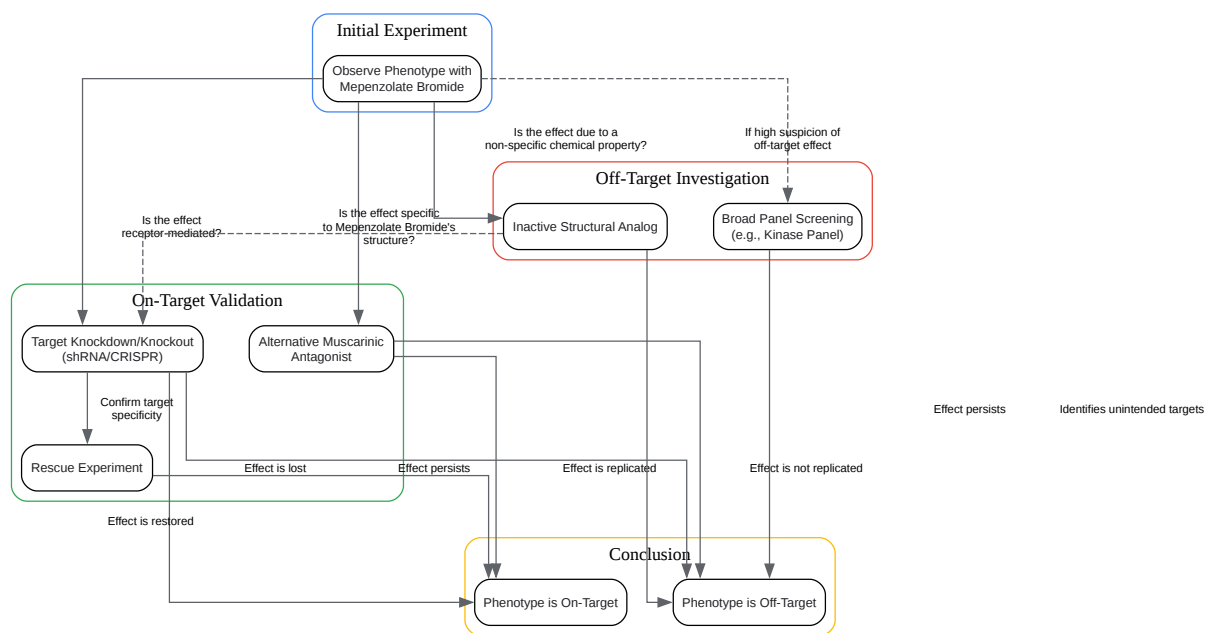 Initial Experiment
Observe Phenotype with
Mepenzolate Bromide
Is the effect due to a
non-specific chemical property?
If high suspicion of
off-target effect
Off-Target Investigation
Inactive Structural Analog
Broad Panel Screening
(e.g., Kinase Panel)
Is the effect
receptor-mediated?
Is the effect specific
to Mepenzolate Bromide's
structure?
On-Target Validation
Target Knockdown/Knockout
(shRNA/CRISPR)
Alternative Muscarinic
Antagonist
Confirm target
specificity
Effect persists
Identifies unintended targets
Rescue Experiment
Effect is lost
Effect persists
Effect is replicated
Effect is not replicated
Effect is restored
Conclusion
Phenotype is On-Target
Phenotype is Off-Target